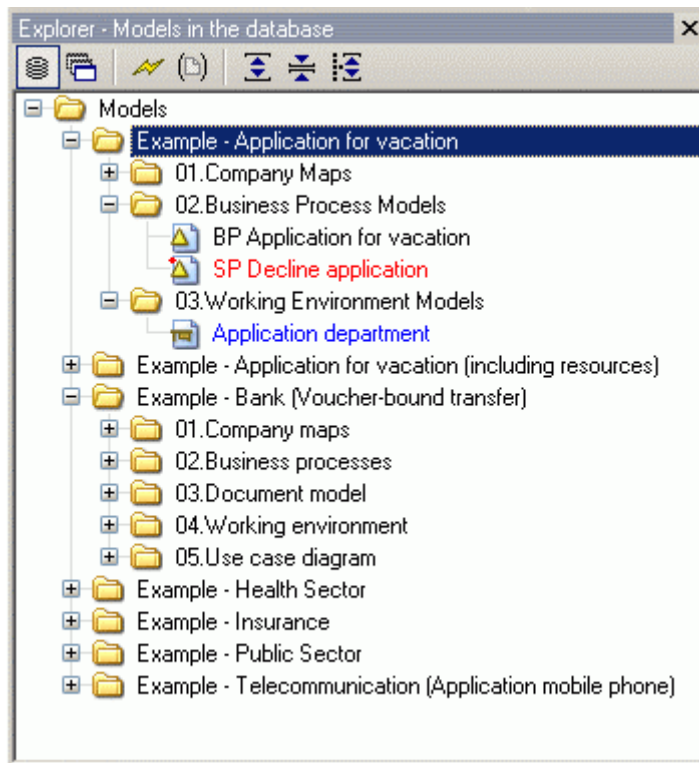 Explorer - Models in the database
Models
Example - Application for vacation
01.Company Maps
02.Business Process Models
BP Application for vacation
SP Decline application
03.Working Environment Models
Application department
Example - Application for vacation (including resources)
Example - Bank (Voucher-bound transfer)
01.Company maps
02.Business processes
03.Document model
04.Working environment
05.Use case diagram
Example - Health Sector
Example - Insurance
Example - Public Sector
Example - Telecommunication (Application mobile phone)